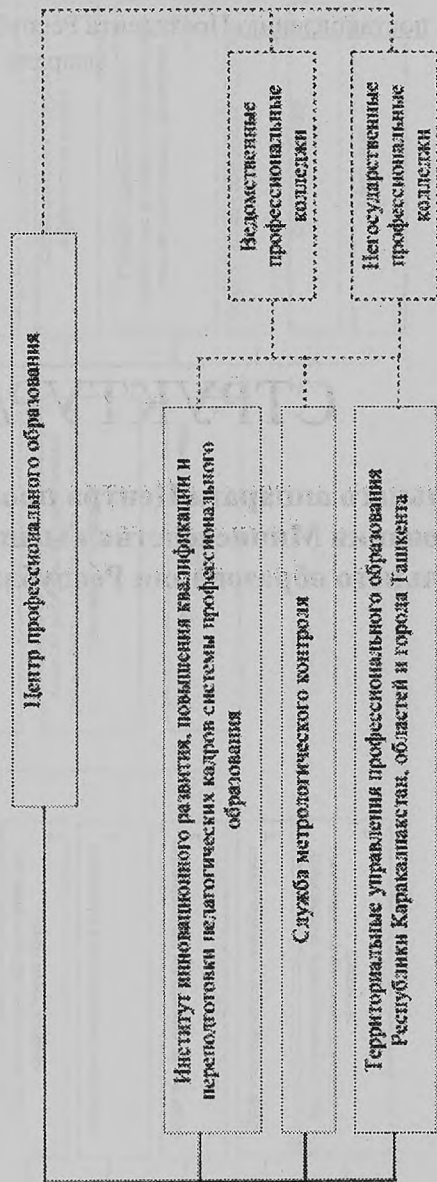 Центр профессионального образования
Институт инновационного развития, повышения квалификации и
переподготовки педагогических кадров системы профессионального
образования
Служба метрологического контроля
Территориальные управления профессионального образования
Республики Каракалпакстан, областей и города Ташкента
Ведомственные
профессиональные
колледжи
Негосударственные
профессиональные
колледжи